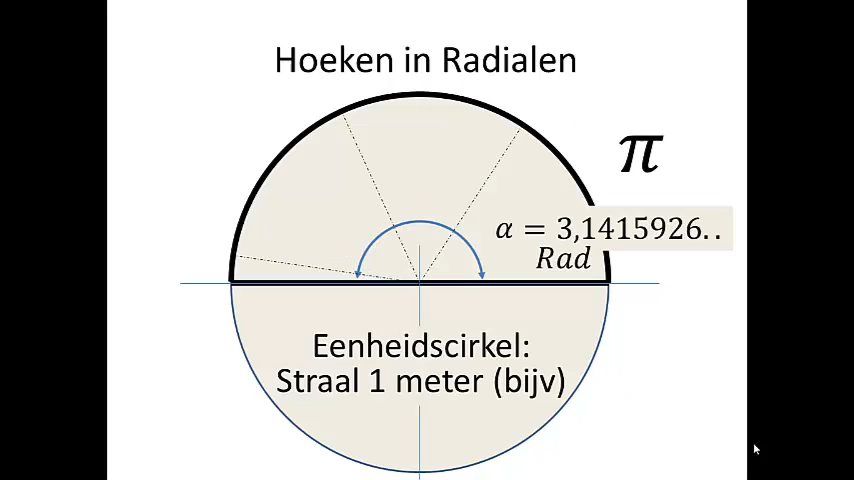 Hoeken in Radialen
π
α = 3,1415926. .
Rad
Eenheidscirkel:
Straal 1 meter (bijv)